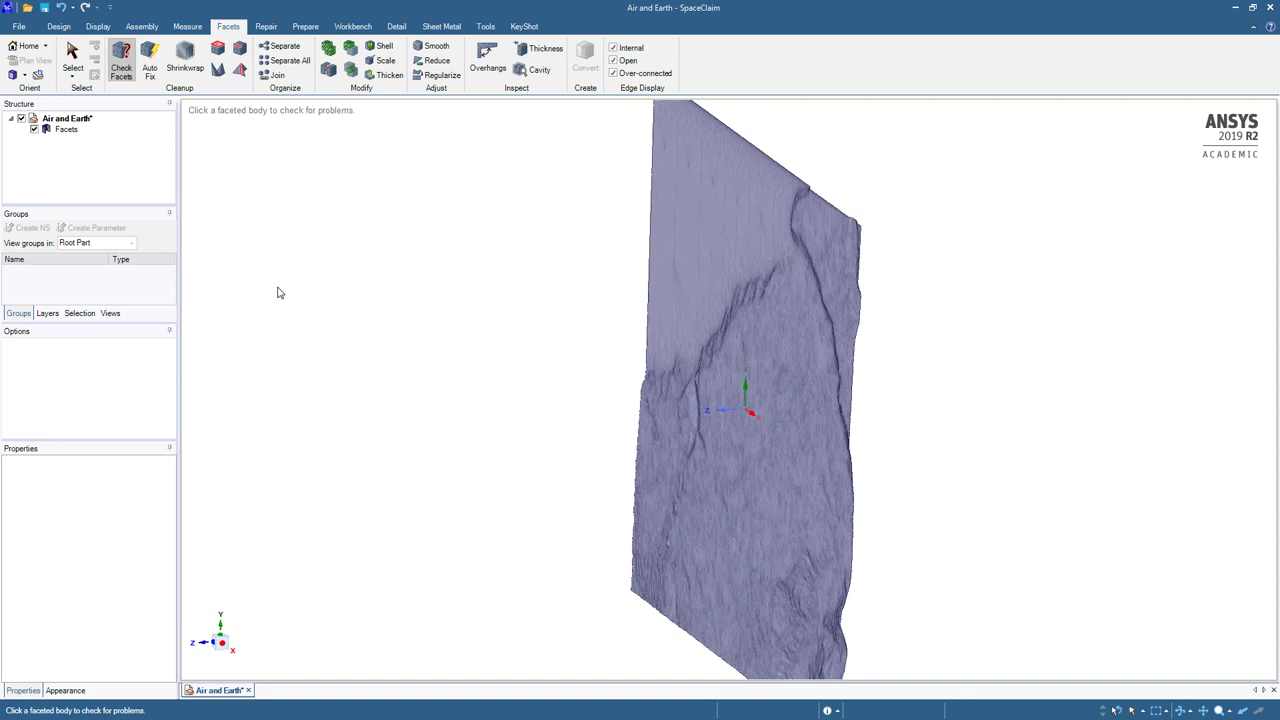 Air and Earth - SpaceClaim
File Design Display Assembly Measure Facets Repair Prepare Workbench Detail Sheet Metal Tools KeyShot
Home
Plan View
Orient
Select
Select
Check Facets
Auto Fix
Shrinkwrap
Cleanup
Separate
Separate All
Join
Organize
Shell
Scale
Thicken
Modify
Smooth
Reduce
Regularize
Adjust
Overhangs
Thickness
Cavity
Inspect
Convert
Create
Internal
Open
Over-connected
Edge Display
Structure
Air and Earth*
Facets
Groups
Create NS Create Parameter
View groups in: Root Part
Name Type
Groups Layers Selection Views
Options
Properties
Properties Appearance
Click a faceted body to check for problems.
ANSYS
2019 R2
ACADEMIC
Z
X
Y
Z
X
Air and Earth*
Click a faceted body to check for problems.